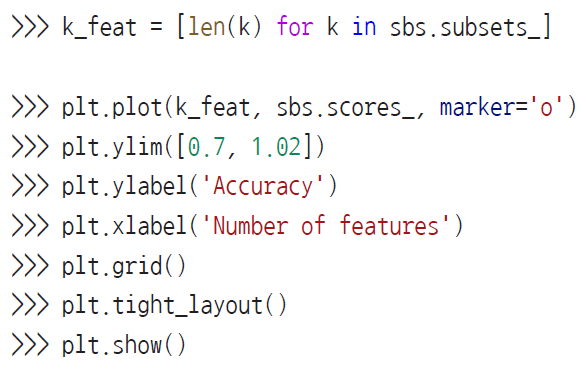 >>> k_feat = [len(k) for k in sbs.subsets_]
>>> plt.plot(k_feat, sbs.scores_, marker='o')
>>> plt.ylim([0.7, 1.02])
>>> plt.ylabel('Accuracy')
>>> plt.xlabel('Number of features')
>>> plt.grid()
>>> plt.tight_layout()
>>> plt.show()